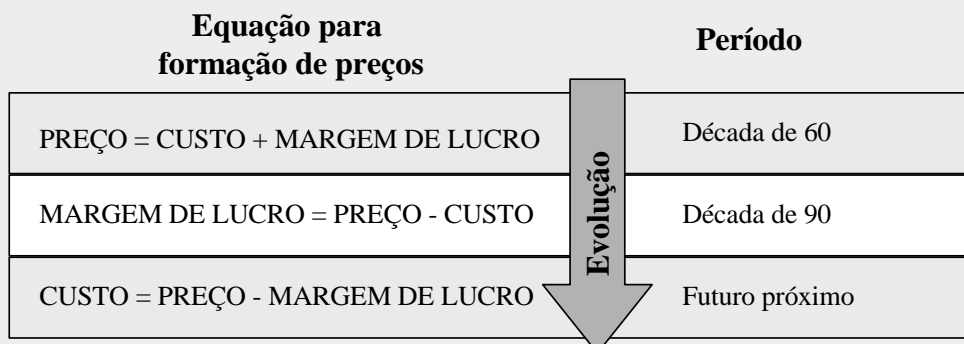 Equação para
formação de preços
Período
PREÇO = CUSTO + MARGEM DE LUCRO
Década de 60
MARGEM DE LUCRO = PREÇO - CUSTO
Década de 90
CUSTO = PREÇO - MARGEM DE LUCRO
Futuro próximo
Evolução